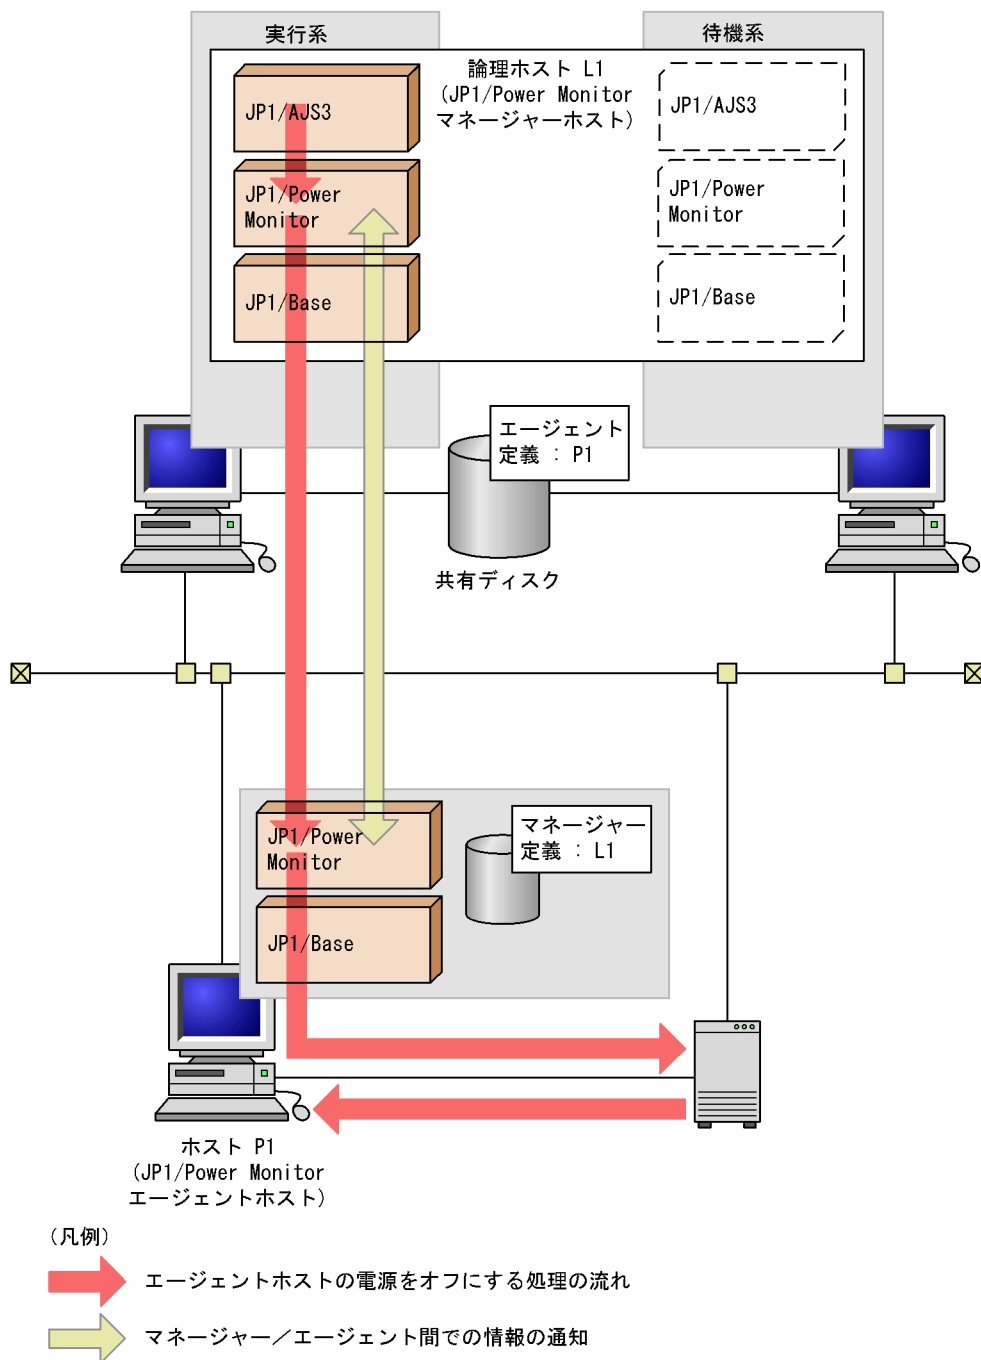 実行系
待機系
論理ホスト L1
(JP1/Power Monitor
マネージャーホスト)
JP1/AJS3
JP1/Power
Monitor
JP1/Base
JP1/AJS3
JP1/Power
Monitor
JP1/Base
エージェント
定義 : P1
共有ディスク
JP1/Power
Monitor
JP1/Base
マネージャー
定義 : L1
ホスト P1
(JP1/Power Monitor
エージェントホスト)
(凡例)
エージェントホストの電源をオフにする処理の流れ
マネージャー／エージェント間での情報の通知